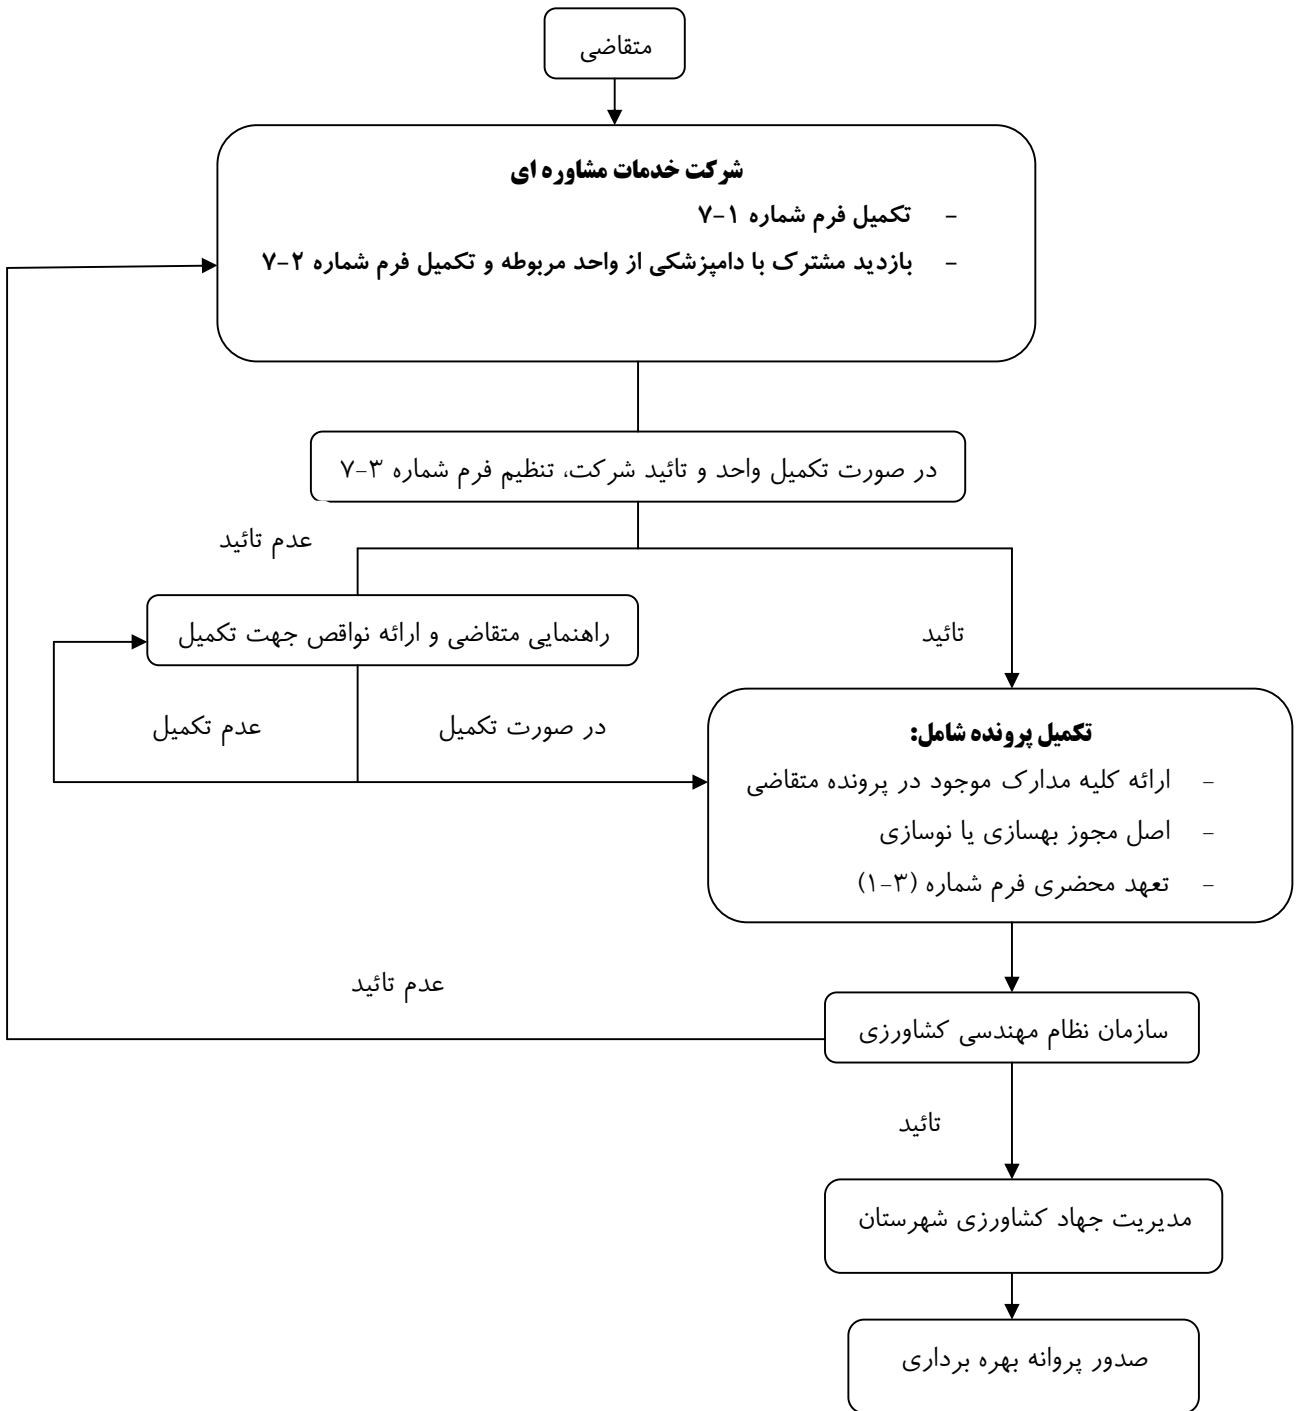 متقاضی
شرکت خدمات مشاوره ای
- تکمیل فرم شماره ۱-۷
- بازدید مشترک با دامپزشکی از واحد مربوطه و تکمیل فرم شماره ۲-۷
در صورت تکمیل واحد و تائید شرکت، تنظیم فرم شماره ۳-۷
عدم تائید
راهنمایی متقاضی و ارائه نواقص جهت تکمیل
تائید
در صورت تکمیل
عدم تکمیل
تکمیل پرونده شامل:
- ارائه کلیه مدارک موجود در پرونده متقاضی
- اصل مجوز بهسازی یا نوسازی
- تعهد محضری فرم شماره (۳-۱)
عدم تائید
سازمان نظام مهندسی کشاورزی
تائید
مدیریت جهاد کشاورزی شهرستان
صدور پروانه بهره برداری